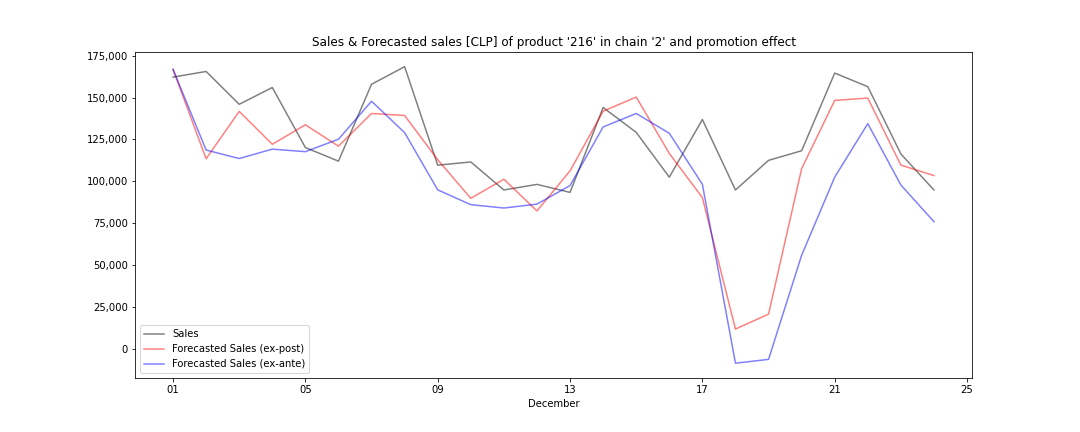 Sales & Forecasted sales [CLP] of product '216' in chain '2' and promotion effect
175,000
150,000
125,000
100,000
75,000
50,000
25,000
0
Sales
Forecasted Sales (ex-post)
Forecasted Sales (ex-ante)
01 05 09 13 17 21 25
December